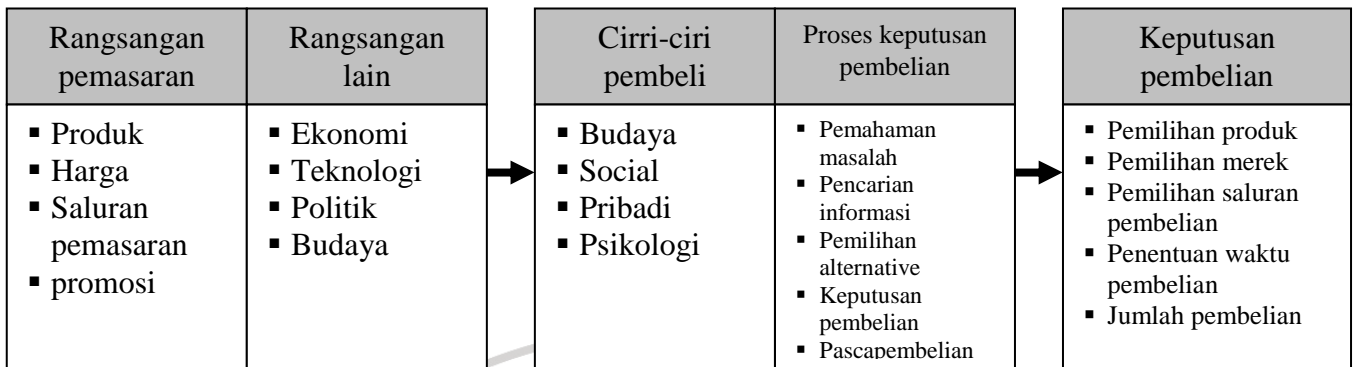 Rangsangan
pemasaran
▪ Produk
▪ Harga
▪ Saluran
pemasaran
▪ promosi
Rangsangan
lain
▪ Ekonomi
▪ Teknologi
▪ Politik
▪ Budaya
Cirri-ciri
pembeli
▪ Budaya
▪ Social
▪ Pribadi
▪ Psikologi
Proses keputusan
pembelian
▪ Pemahaman
masalah
▪ Pencarian
informasi
▪ Pemilihan
alternative
▪ Keputusan
pembelian
▪ Pascapembelian
Keputusan
pembelian
▪ Pemilihan produk
▪ Pemilihan merek
▪ Pemilihan saluran
pembelian
▪ Penentuan waktu
pembelian
▪ Jumlah pembelian